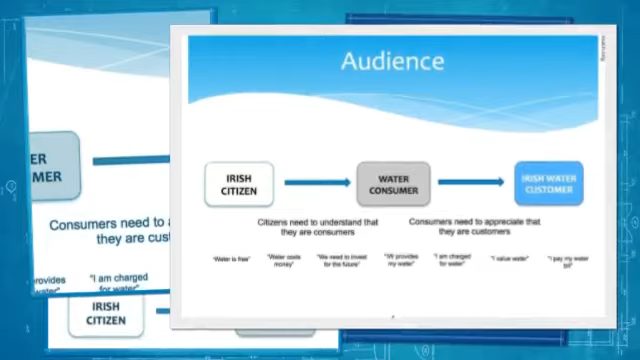 Audience
IRISH
CITIZEN
WATER
CONSUMER
IRISH WATER
CUSTOMER
Citizens need to understand that
they are consumers
Consumers need to appreciate that
they are customers
"Water is free"
"Water costs
money"
"We need to invest
for the future"
provides
my water"
"I am charged
for water"
"I value water"
"I pay my water
bill"
ER
MER
Consumers need to a
they are cust
provides
water"
"I am charged
for water"
IRISH
CITIZEN